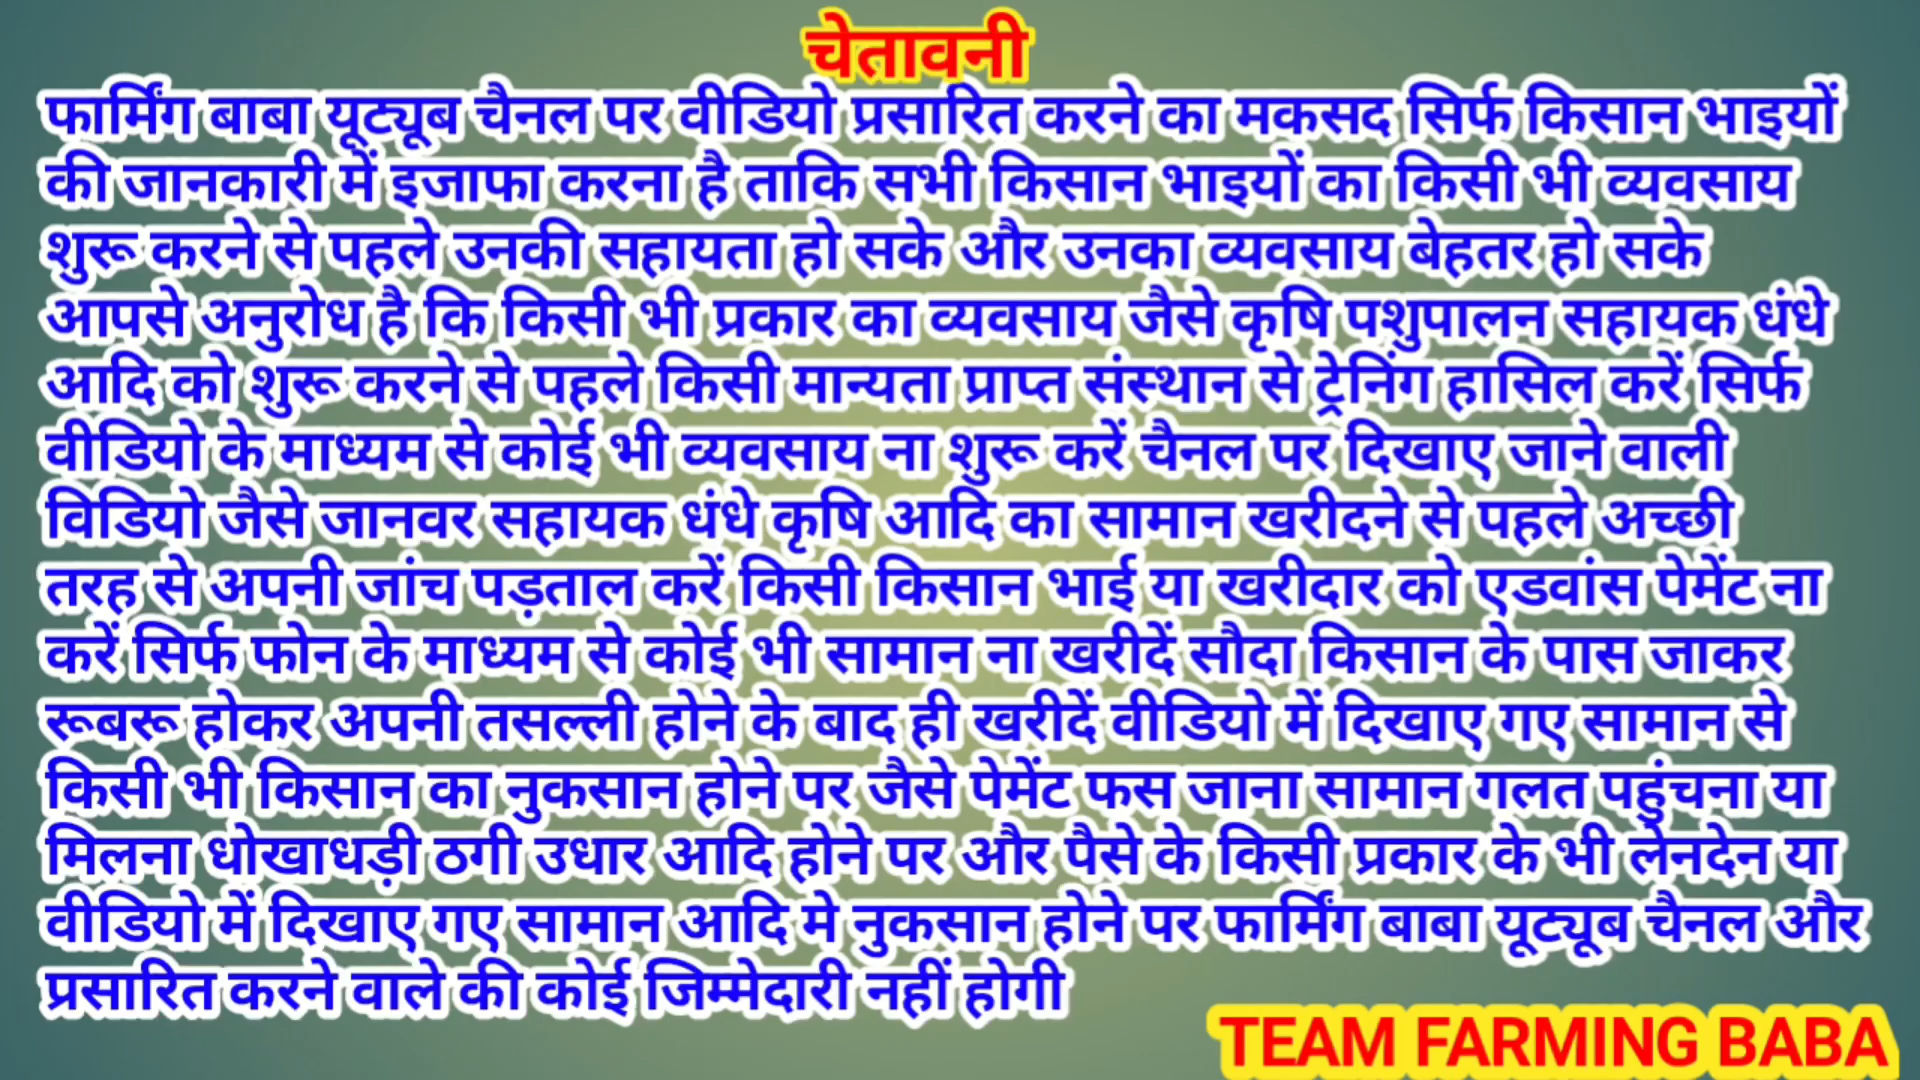 चेतावनी
फार्मिंग बाबा यूट्यूब चैनल पर वीडियो प्रसारित करने का मकसद सिर्फ किसान भाइयों
की जानकारी में इजाफा करना है ताकि सभी किसान भाइयों का किसी भी व्यवसाय
शुरू करने से पहले उनकी सहायता हो सके और उनका व्यवसाय बेहतर हो सके
आपसे अनुरोध है कि किसी भी प्रकार का व्यवसाय जैसे कृषि पशुपालन सहायक धंधे
आदि को शुरू करने से पहले किसी मान्यता प्राप्त संस्थान से ट्रेनिंग हासिल करें सिर्फ
वीडियो के माध्यम से कोई भी व्यवसाय ना शुरू करें चैनल पर दिखाए जाने वाली
विडियो जैसे जानवर सहायक धंधे कृषि आदि का सामान खरीदने से पहले अच्छी
तरह से अपनी जांच पड़ताल करें किसी किसान भाई या खरीदार को एडवांस पेमेंट ना
करें सिर्फ फोन के माध्यम से कोई भी सामान ना खरीदें सौदा किसान के पास जाकर
रूबरू होकर अपनी तसल्ली होने के बाद ही खरीदें वीडियो में दिखाए गए सामान से
किसी भी किसान का नुकसान होने पर जैसे पेमेंट फस जाना सामान गलत पहुंचना या
मिलना धोखाधड़ी ठगी उधार आदि होने पर और पैसे के किसी प्रकार के भी लेनदेन या
वीडियो में दिखाए गए सामान आदि मे नुकसान होने पर फार्मिंग बाबा यूट्यूब चैनल और
प्रसारित करने वाले की कोई जिम्मेदारी नहीं होगी
TEAM FARMING BABA